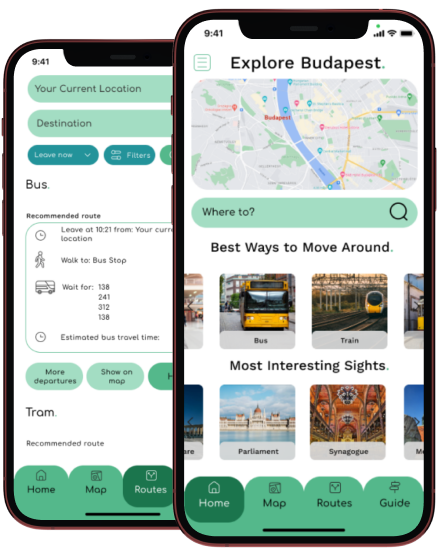 9:41
Your Current Location
Destination
Leave now
Filters
Bus.
Recommended route
Leave at 10:21 from: Your curre
location
Walk to: Bus Stop
Wait for: 138
241
312
138
Estimated bus travel time:
More
departures
Show on
map
H
Tram.
Recommended route
Home
Map
Routes
9:41
Explore Budapest.
Budapest
Where to?
Best Ways to Move Around.
Bus
Train
Most Interesting Sights.
are
Parliament
Synagogue
M
Home
Map
Routes
Guide